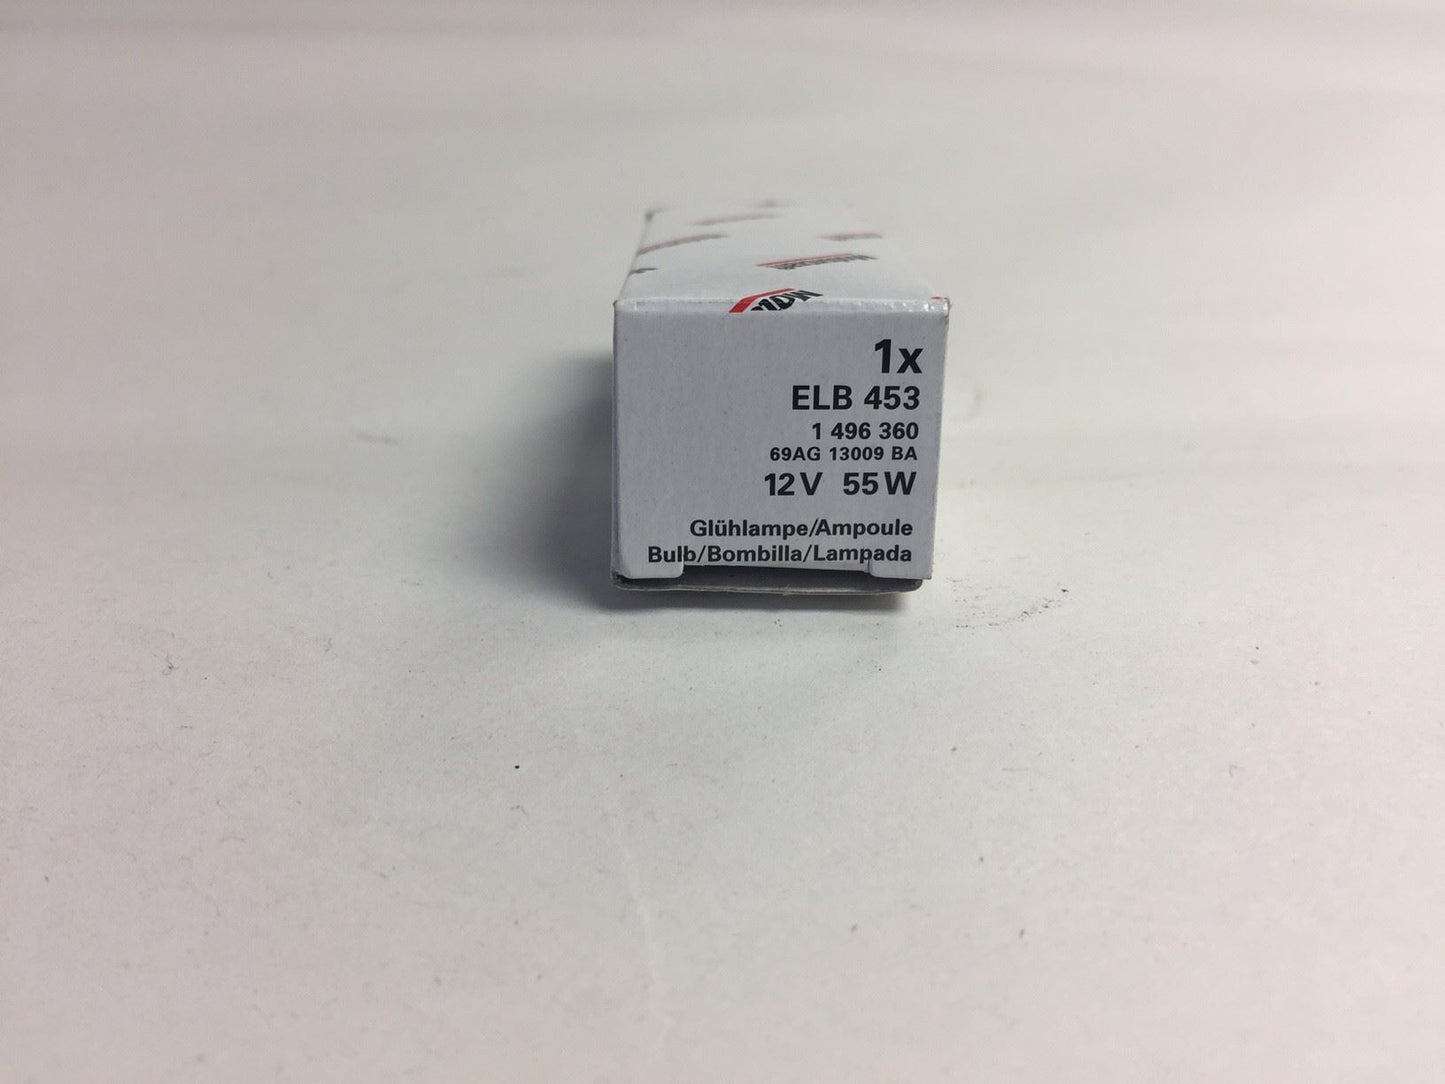 1x
ELB 453
1 496 360
69AG 13009 BA
12V 55W
Glühlampe/Ampoule
Bulb/Bombilla/Lampada